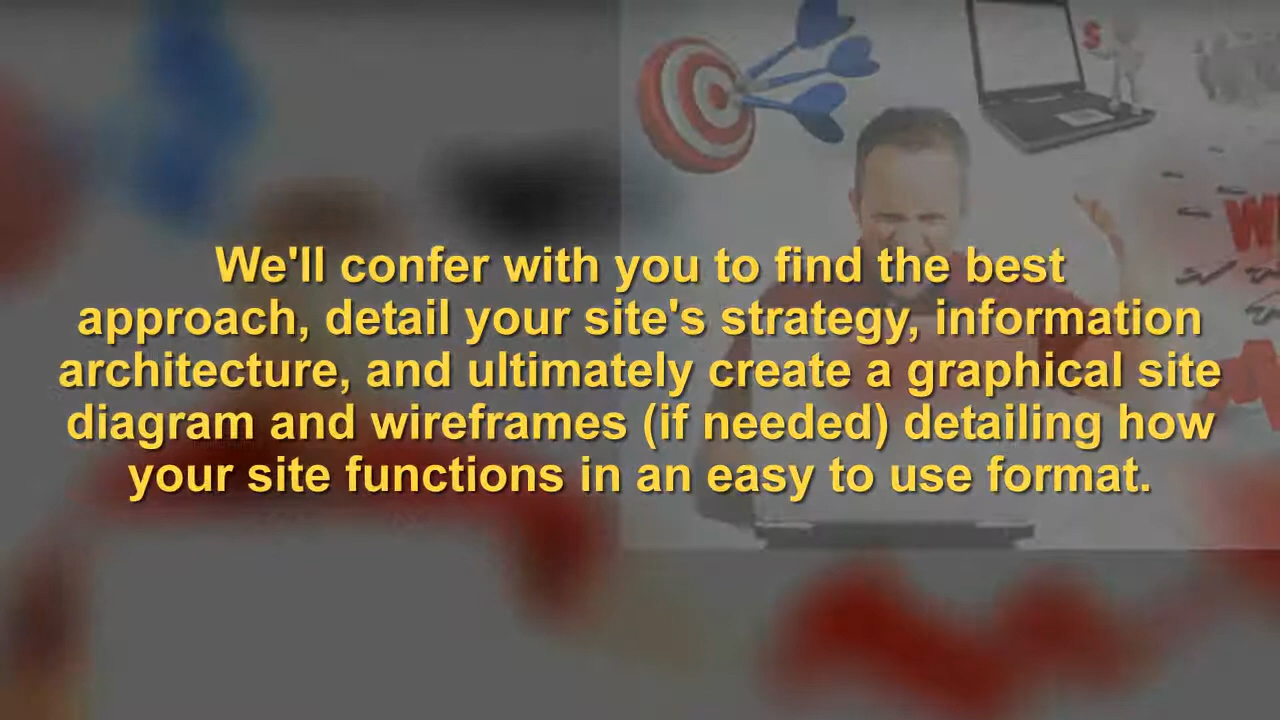 We'll confer with you to find the best
approach, detail your site's strategy, information
architecture, and ultimately create a graphical site
diagram and wireframes (if needed) detailing how
your site functions in an easy to use format.